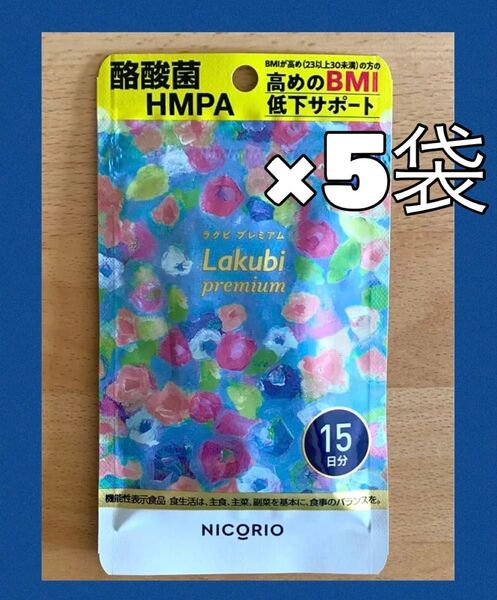 酪酸菌
HMPA
BMIが高め(23以上30未満)の方の
高めのBMI
低下サポート
×5袋
ラクビ プレミアム
Lakubi
premium
15
日分
機能性表示食品 食生活は、主食、主菜、副菜を基本に、食事のバランスを。
NICORIO